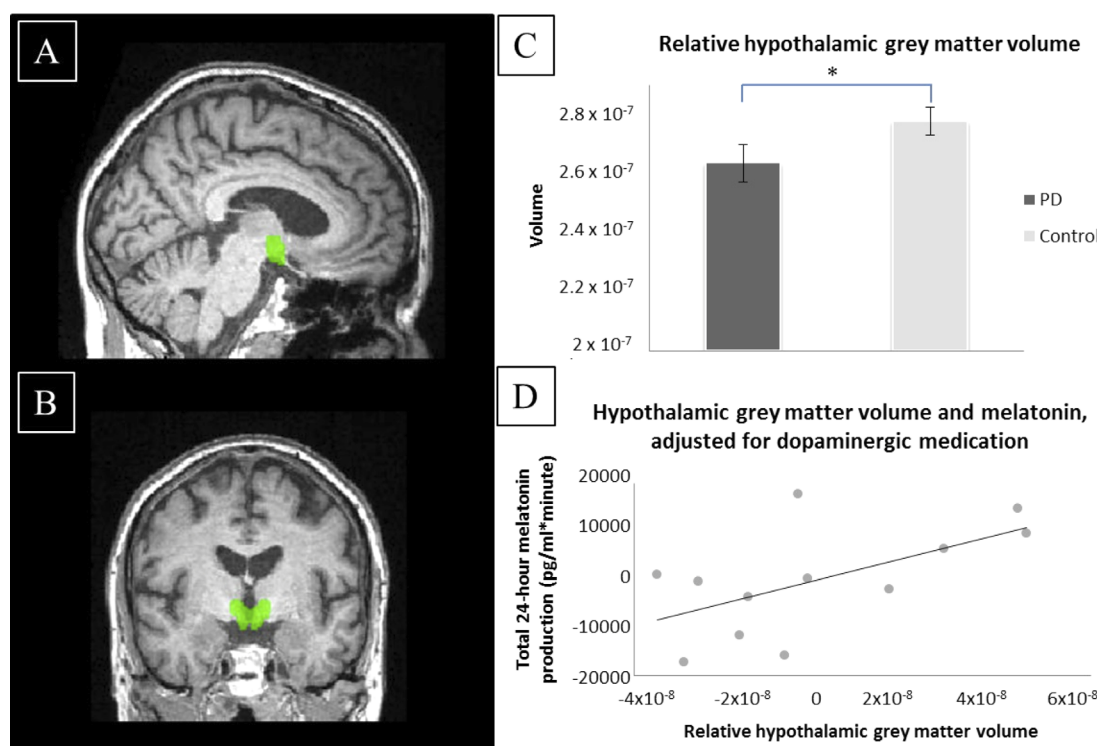 A
B
C
Relative hypothalamic grey matter volume
*
Volume
2.8 x 10⁻⁷
2.6 x 10⁻⁷
2.4 x 10⁻⁷
2.2 x 10⁻⁷
2 x 10⁻⁷
PD
Control
D
Hypothalamic grey matter volume and melatonin,
adjusted for dopaminergic medication
Total 24-hour melatonin
production (pg/ml*minute)
20000
10000
0
-10000
-20000
-4x10⁻⁸ -2x10⁻⁸ 0 2x10⁻⁸ 4x10⁻⁸ 6x10⁻⁸
Relative hypothalamic grey matter volume